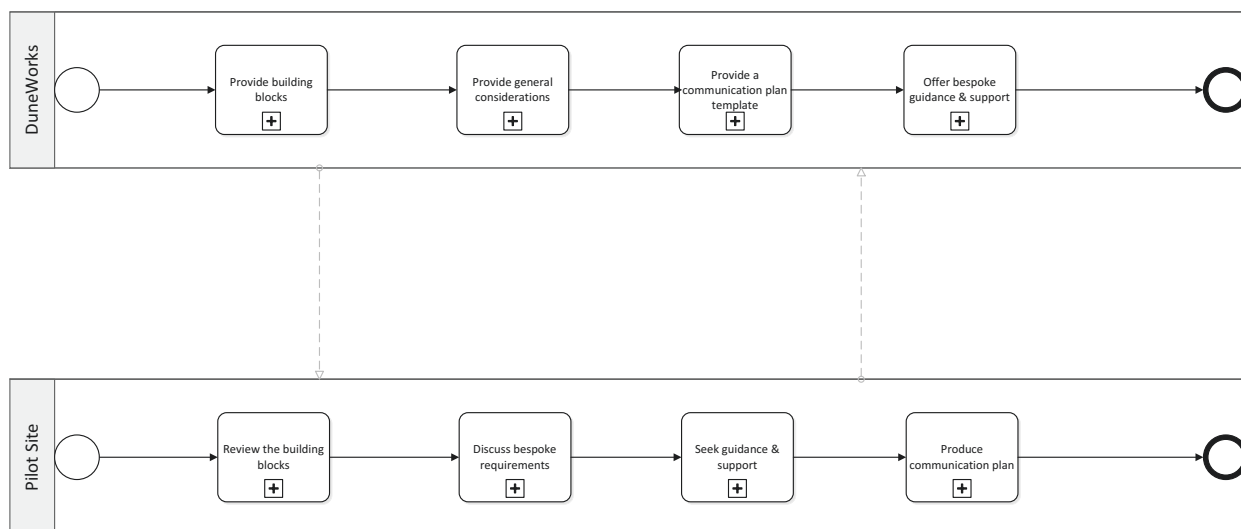 DuneWorks
Provide building
blocks
Provide general
considerations
Provide a
communication plan
template
Offer bespoke
guidance & support
Pilot Site
Review the building
blocks
Discuss bespoke
requirements
Seek guidance &
support
Produce
communication plan